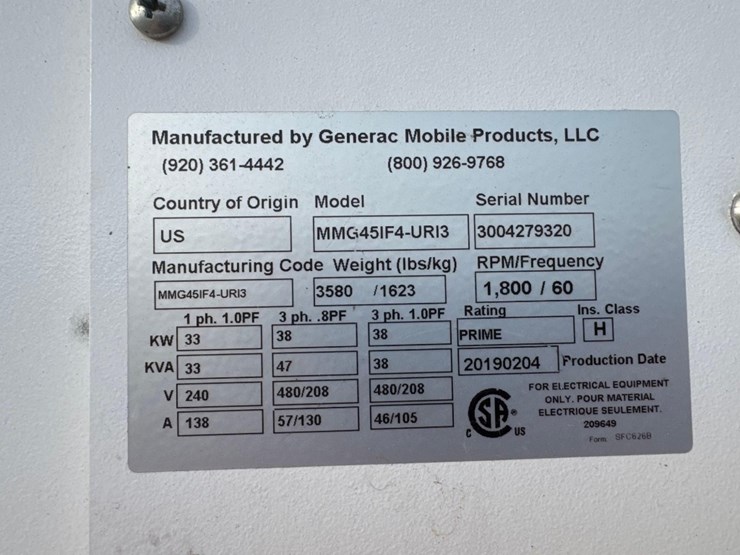 Manufactured by Generac Mobile Products, LLC
(920) 361-4442 (800) 926-9768
Country of Origin Model Serial Number
US MMG45IF4-URI3 3004279320
Manufacturing Code Weight (lbs/kg) RPM/Frequency
MMG45IF4-URI3 3580 /1623 1,800 / 60
1 ph. 1.0PF 3 ph. .8PF 3 ph. 1.0PF Rating Ins. Class
KW 33 38 38 PRIME H
KVA 33 47 38 20190204 Production Date
V 240 480/208 480/208
A 138 57/130 46/105
SA
C US
FOR ELECTRICAL EQUIPMENT
ONLY. POUR MATERIAL
ELECTRIQUE SEULEMENT.
209649
Form: SFC626B